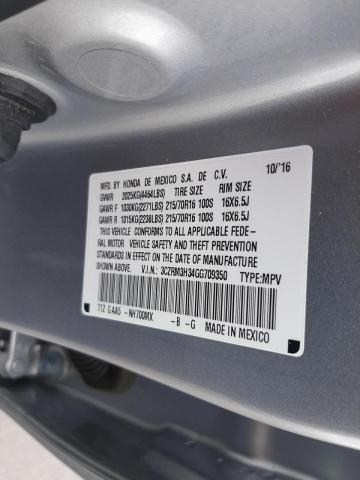 MFD. BY HONDA DE MEXICO S.A. DE C.V. 10/'16
GVWR 2025KG(4464LBS) TIRE SIZE RIM SIZE
GAWR F 1030KG(2271LBS) 215/70R16 100S 16X6.5J
GAWR R 1015KG(2238LBS) 215/70R16 100S 16X6.5J
THIS VEHICLE CONFORMS TO ALL APPLICABLE FEDE-
RAL MOTOR VEHICLE SAFETY AND THEFT PREVENTION
STANDARDS IN EFFECT ON THE DATE OF MANUFACTURE
SHOWN ABOVE. V.I.N.: 3CZRM3H34GG709350 TYPE:MPV
T1Z GAA5 -NH700MX -B -G MADE IN MEXICO